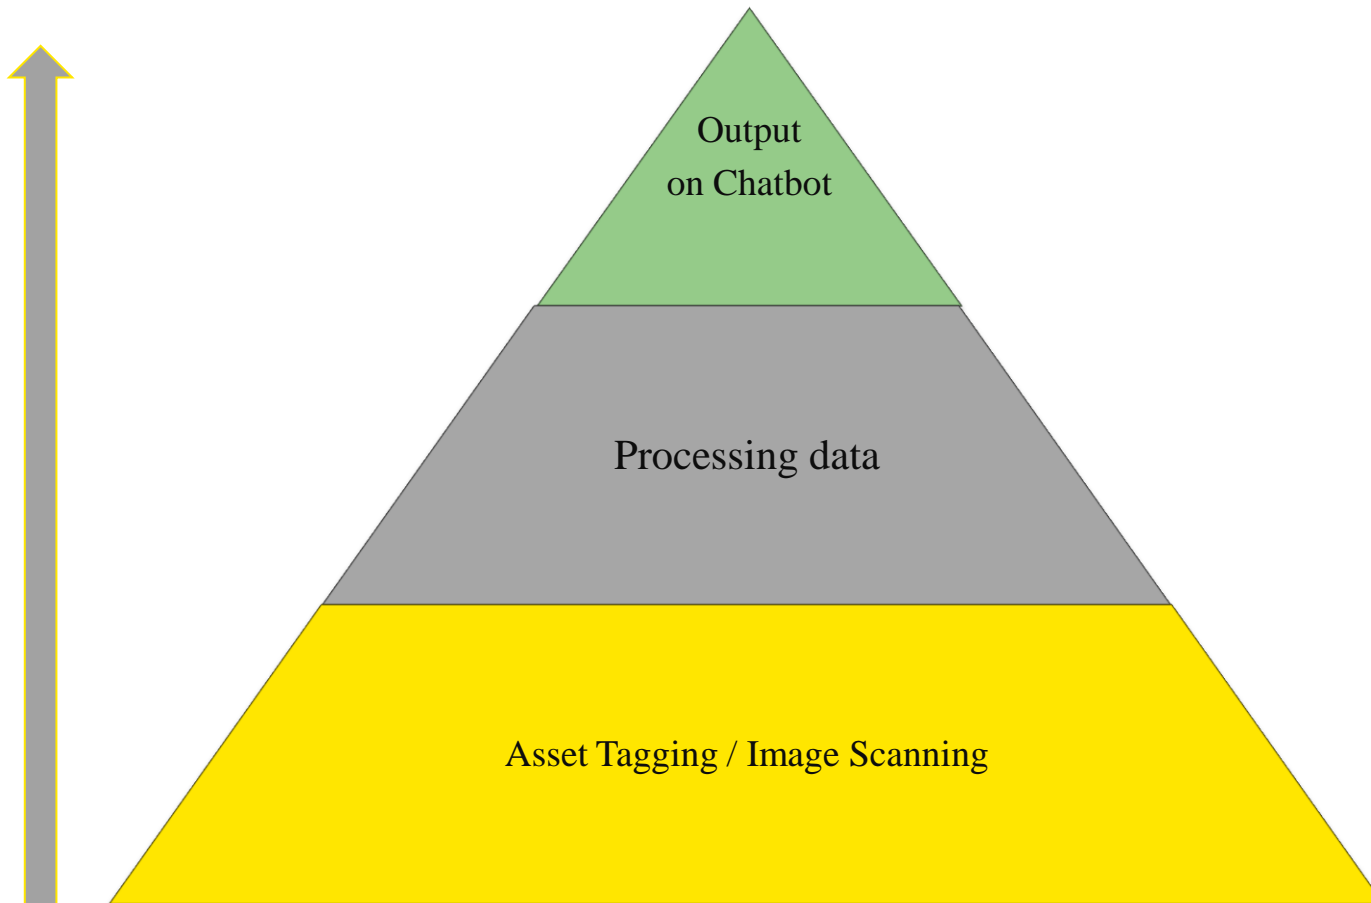 Output
on Chatbot
Processing data
Asset Tagging / Image Scanning